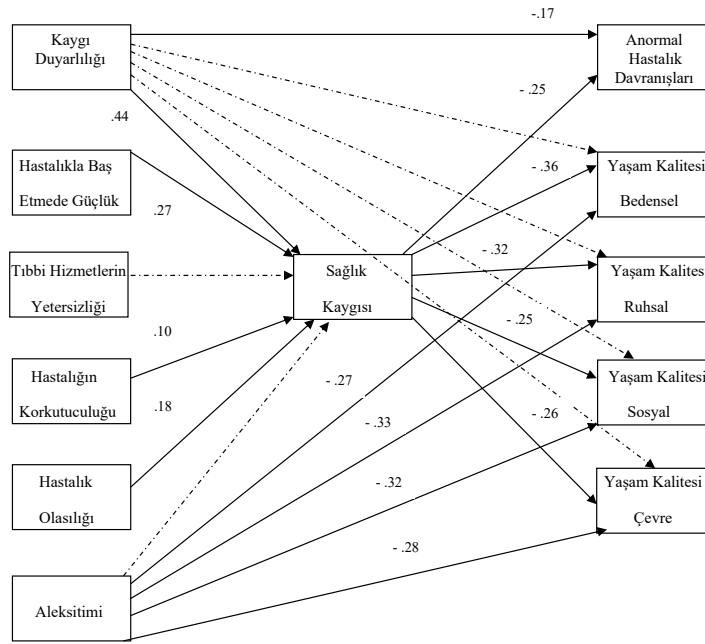 -.17
Kaygı
Duyarlılığı
Anormal
Hastalık
Davranışları
- .25
.44
Hastalıkla Baş
Etmede Güçlük
- .36
Yaşam Kalitesi
Bedensel
.27
- .32
Tıbbi Hizmetlerin
Yetersizliği
Sağlık
Kaygısı
Yaşam Kalitesi
Ruhsal
- .25
.10
Hastalığın
Korkutuculuğu
.18
- .27
Yaşam Kalitesi
Sosyal
- .33
- .26
Hastalık
Olasılığı
- .32
Yaşam Kalitesi
Çevre
- .28
Aleksitimi